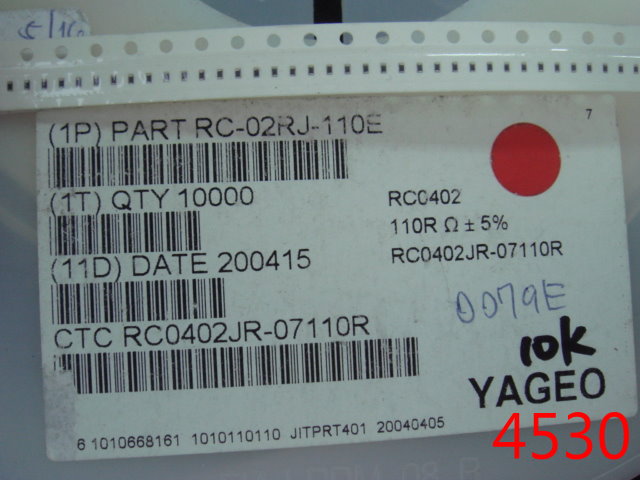 7
(1P) PART RC-02RJ-110E
(1T) QTY 10000
RC0402
110R Ω ± 5%
RC0402JR-07110R
(11D) DATE 200415
D079E
CTC RC0402JR-07110R
10K
YAGEO
6 1010668161 1010110110 JITPRT401 20040405
4530